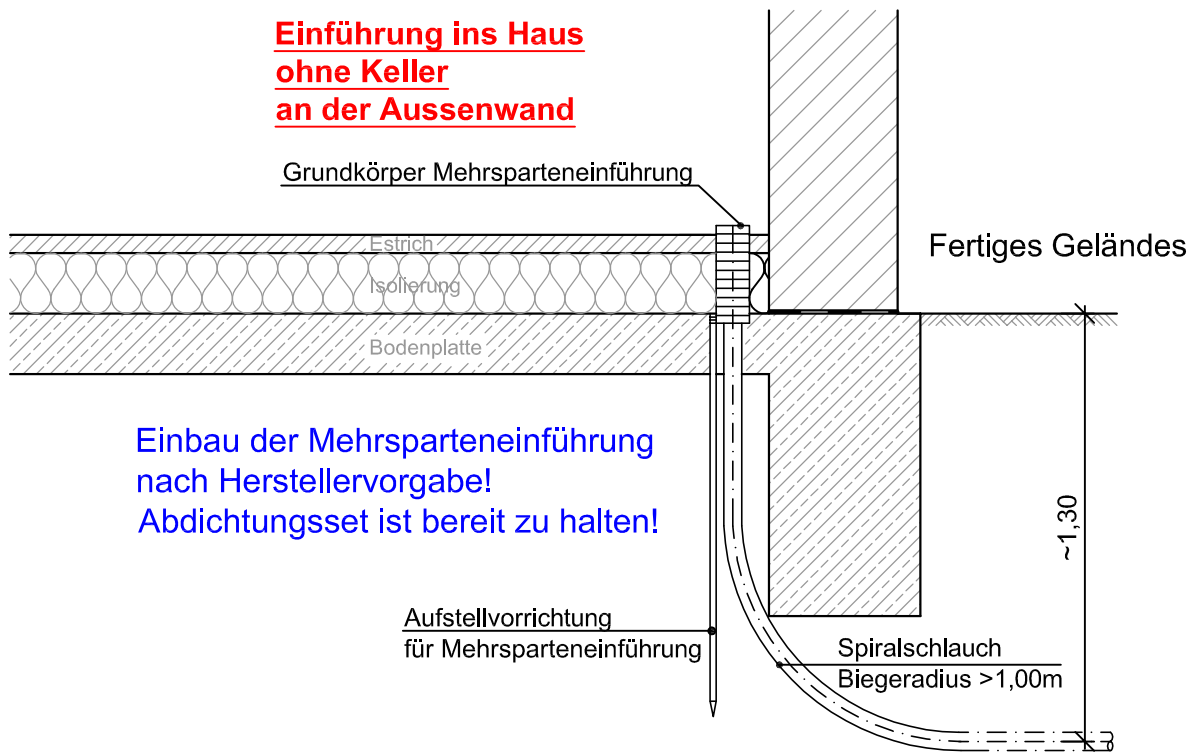 Einführung ins Haus
ohne Keller
an der Aussenwand
Grundkörper Mehrsparteneinführung
Estrich
Isolierung
Bodenplatte
Fertiges Geländes
Einbau der Mehrsparteneinführung
nach Herstellervorgabe!
Abdichtungsset ist bereit zu halten!
~1,30
Aufstellvorrichtung
für Mehrsparteneinführung
Spiralschlauch
Biegeradius >1,00m